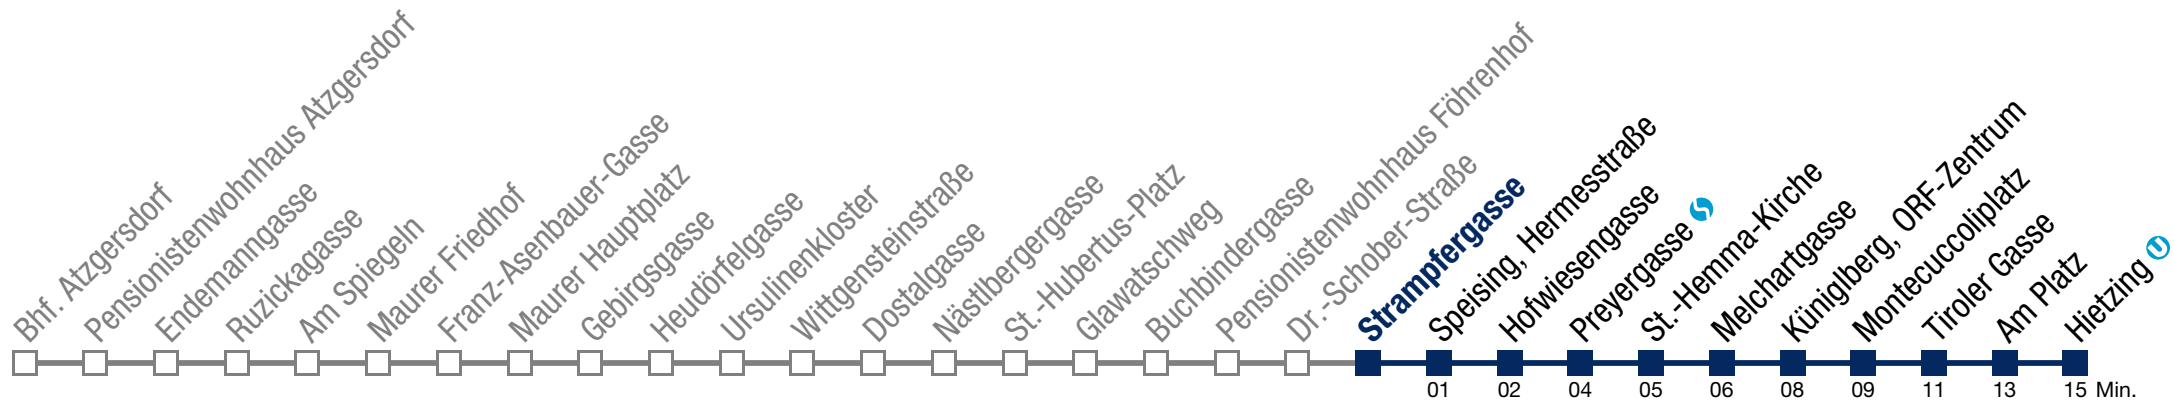 Bhf. Atzgersdorf
Pensionistenwohnhaus Atzgersdorf
Endemanngasse
Ruzickagasse
Am Spiegeln
Maurer Friedhof
Franz-Asenbauer-Gasse
Maurer Hauptplatz
Gebirgsgasse
Heudörfelgasse
Ursulinenkloster
Wittgensteinstraße
Dostalgasse
Nästlbergergasse
St.-Hubertus-Platz
Glawatschweg
Buchbindergasse
Pensionistenwohnhaus Föhrenhof
Dr.-Schober-Straße
Strampfergasse
Speising, Hermesstraße
Hofwiesengasse
Preyergasse S
St.-Hemma-Kirche
Melchartgasse
Küniglberg, ORF-Zentrum
Montecuccoliplatz
Tiroler Gasse
Am Platz
Hietzing U
01 02 04 05 06 08 09 11 13 15 Min.